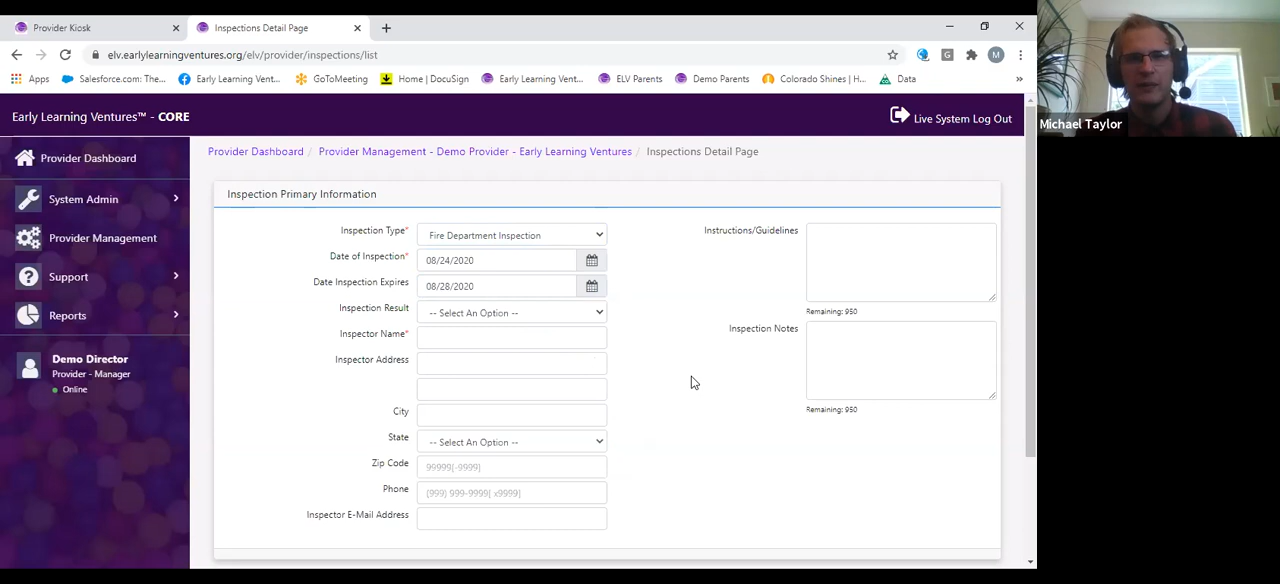 Provider Kiosk
Inspections Detail Page
elv.earlylearningventures.org/elv/provider/inspections/list
M
Apps
Salesforce.com: The...
Early Learning Vent...
GoToMeeting
Home | DocuSign
Early Learning Vent...
ELV Parents
Demo Parents
Colorado Shines | H...
Data
»
Michael Taylor
Early Learning Ventures™ - CORE
Live System Log Out
Provider Dashboard
System Admin
Provider Management
Support
Reports
Demo Director
Provider - Manager
Online
Provider Dashboard / Provider Management - Demo Provider - Early Learning Ventures / Inspections Detail Page
Inspection Primary Information
Inspection Type* Fire Department Inspection
Date of Inspection* 08/24/2020
Date Inspection Expires 08/28/2020
Inspection Result -- Select An Option --
Inspector Name*
Inspector Address
City
State -- Select An Option --
Zip Code 99999[-9999]
Phone (999) 999-9999[ x9999]
Inspector E-Mail Address
Instructions/Guidelines
Remaining: 950
Inspection Notes
Remaining: 950